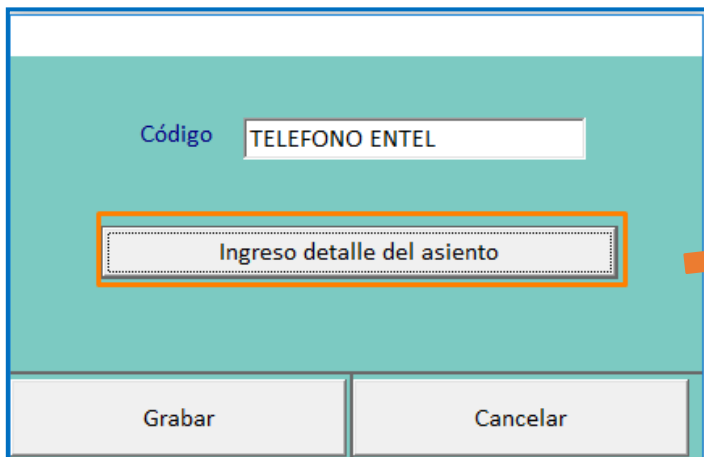 Código TELEFONO ENTEL
Ingreso detalle del asiento
Grabar Cancelar